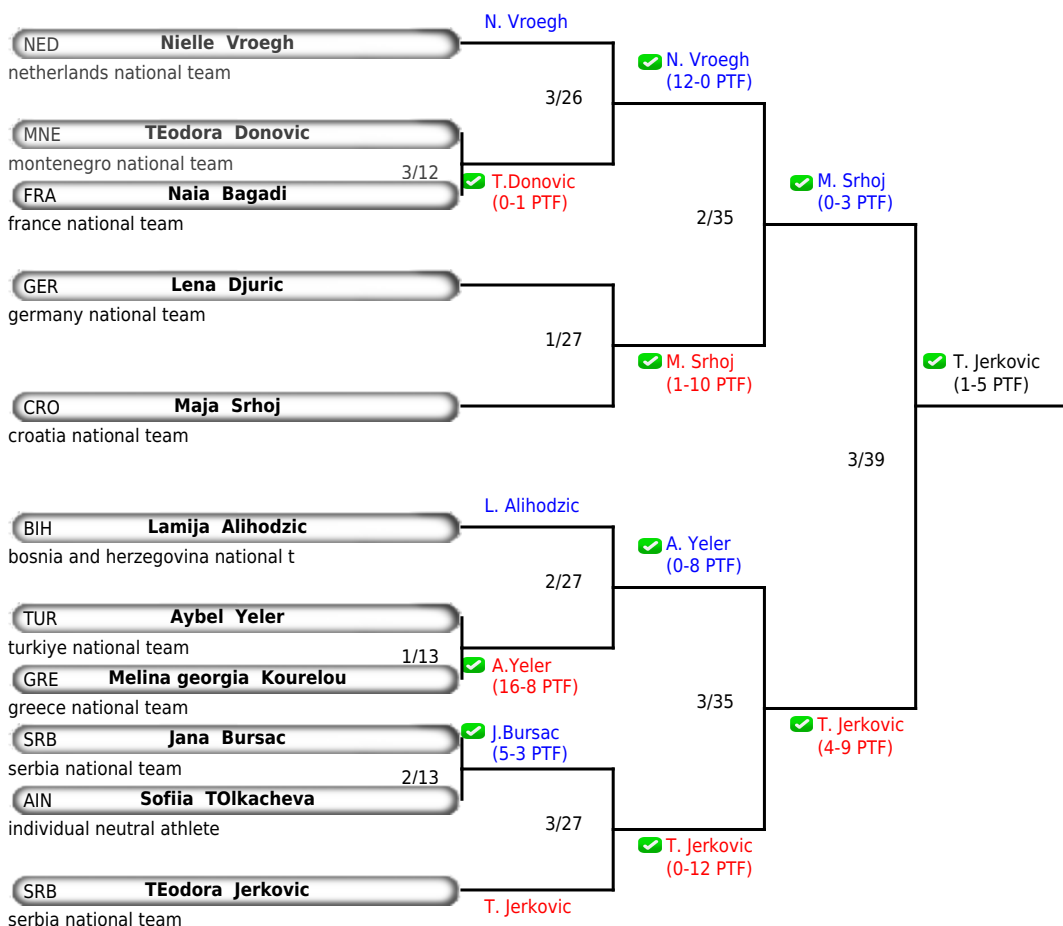 N. Vroegh
NED Nielle Vroegh
netherlands national team
N. Vroegh
(12-0 PTF)
3/26
MNE TEodora Donovic
montenegro national team
3/12
T.Donovic
(0-1 PTF)
FRA Naia Bagadi
france national team
M. Srhoj
(0-3 PTF)
2/35
GER Lena Djuric
germany national team
1/27
M. Srhoj
(1-10 PTF)
T. Jerkovic
(1-5 PTF)
CRO Maja Srhoj
croatia national team
3/39
L. Alihodzic
BIH Lamija Alihodzic
bosnia and herzegovina national t
A. Yeler
(0-8 PTF)
2/27
TUR Aybel Yeler
turkiye national team
1/13
A.Yeler
(16-8 PTF)
GRE Melina georgia Kourelou
greece national team
3/35
T. Jerkovic
(4-9 PTF)
SRB Jana Bursac
serbia national team
J.Bursac
(5-3 PTF)
2/13
AIN Sofiia TOlkacheva
individual neutral athlete
3/27
T. Jerkovic
(0-12 PTF)
SRB TEodora Jerkovic
serbia national team
T. Jerkovic